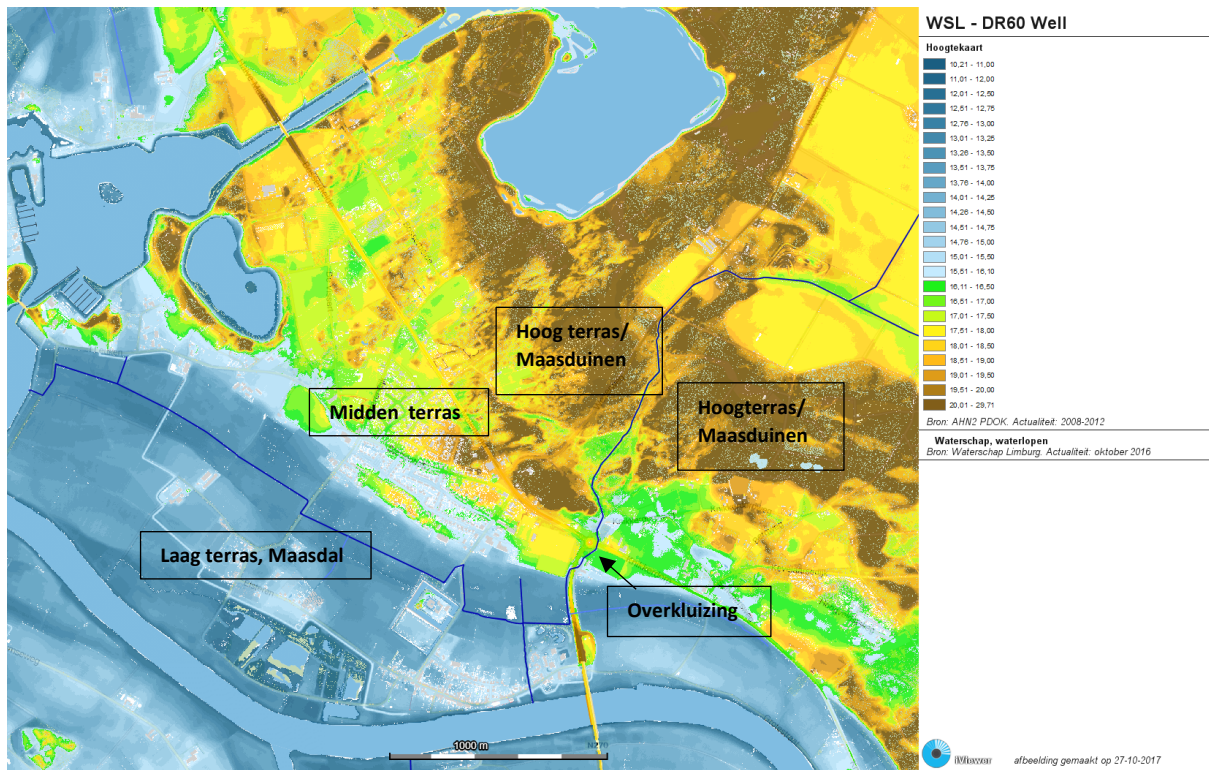 WSL - DR60 Well
Hoogtekaart
10,21 - 11,00
11,01 - 12,00
12,01 - 12,50
12,51 - 12,75
12,76 - 13,00
13,01 - 13,25
13,26 - 13,50
13,51 - 13,75
13,76 - 14,00
14,01 - 14,25
14,26 - 14,50
14,51 - 14,75
14,76 - 15,00
15,01 - 15,50
15,51 - 16,10
16,11 - 16,50
16,51 - 17,00
17,01 - 17,50
17,51 - 18,00
18,01 - 18,50
18,51 - 19,00
19,01 - 19,50
19,51 - 20,00
20,01 - 29,71
Bron: AHN2 PDOK. Actualiteit: 2008-2012
Waterschap, waterlopen
Bron: Waterschap Limburg. Actualiteit: oktober 2016
Hoog terras/
Maasduinen
Midden terras
Hoogterras/
Maasduinen
Laag terras, Maasdal
Overkluizing
1000 m
N270
iViewer
afbeelding gemaakt op 27-10-2017